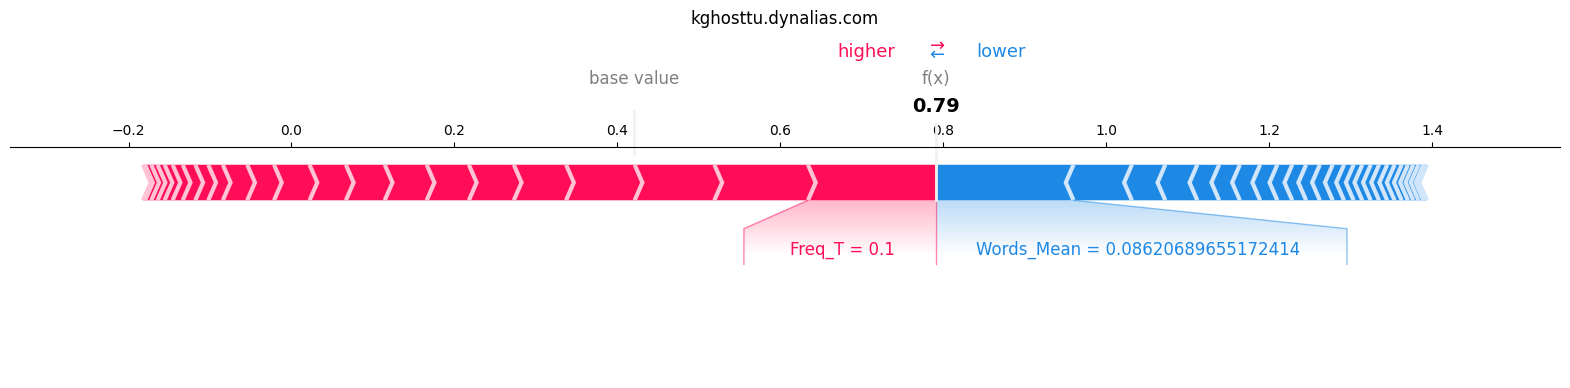 kghosttu.dynalias.com
higher ⇄ lower
base value f(x)
0.79
−0.2 0.0 0.2 0.4 0.6 0.8 1.0 1.2 1.4
Freq_T = 0.1 Words_Mean = 0.08620689655172414